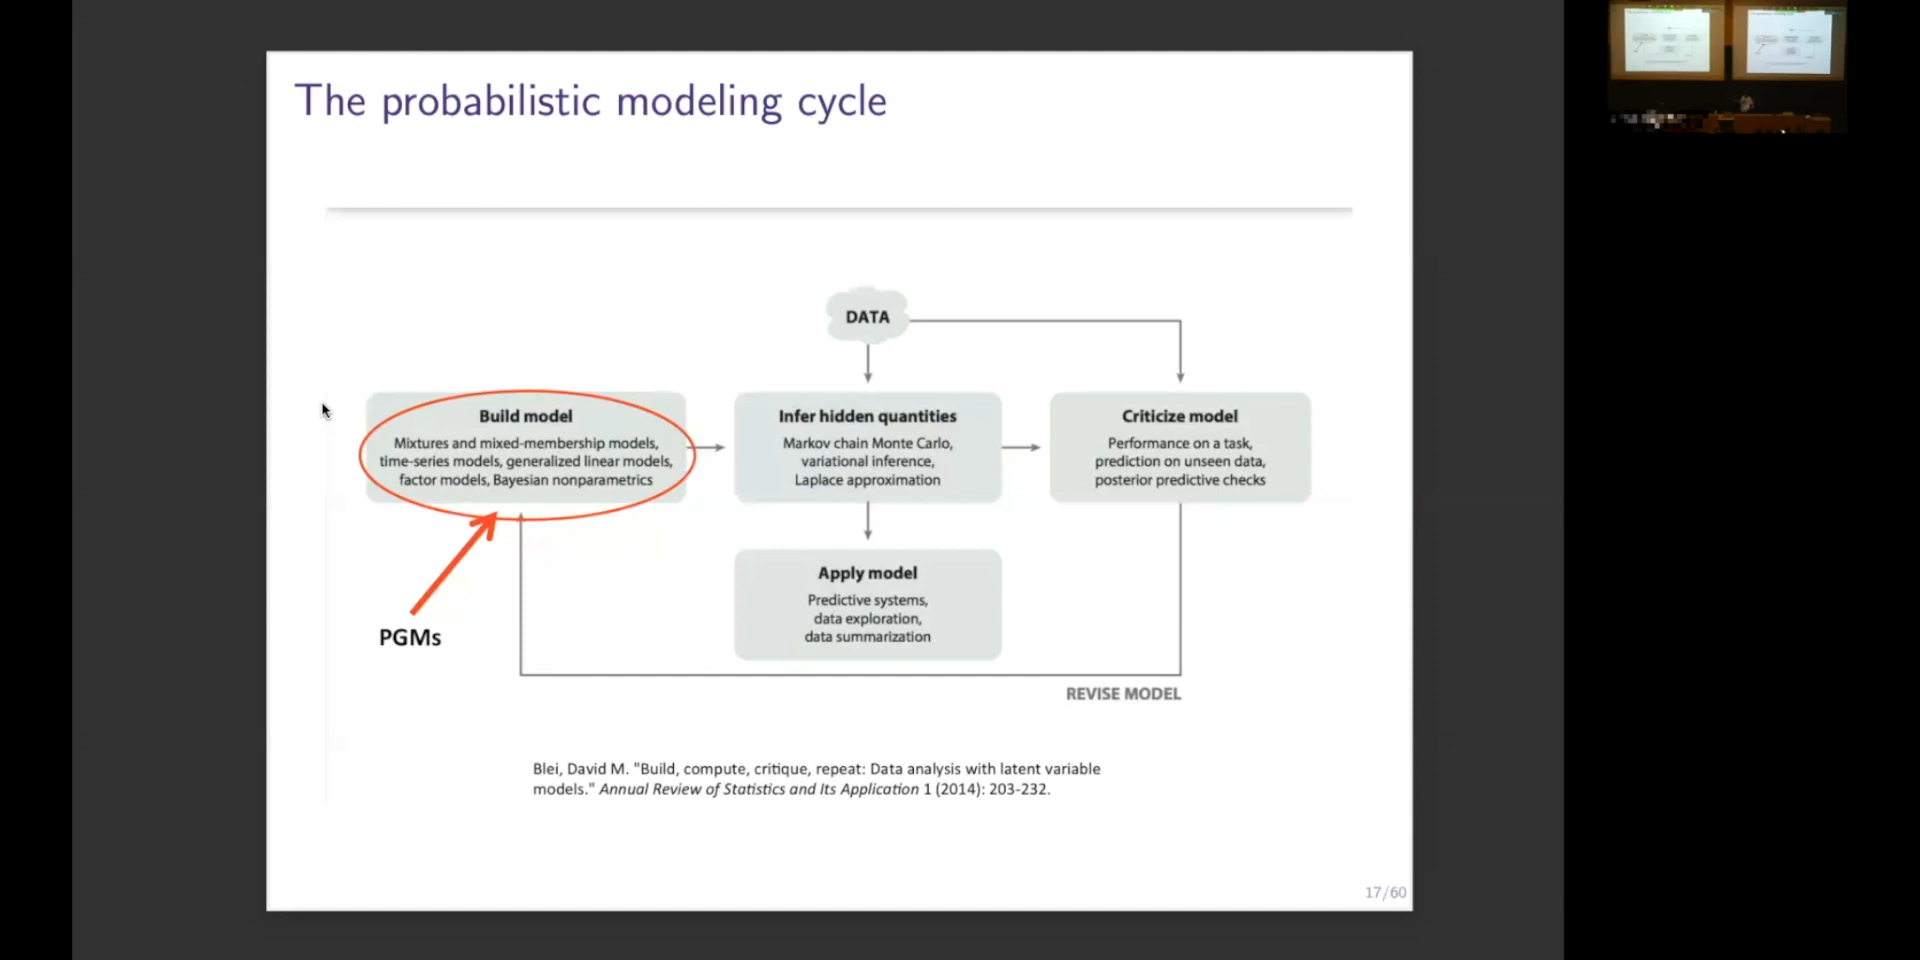 The probabilistic modeling cycle
DATA
Build model
Mixtures and mixed-membership models,
time-series models, generalized linear models,
factor models, Bayesian nonparametrics
Infer hidden quantities
Markov chain Monte Carlo,
variational inference,
Laplace approximation
Criticize model
Performance on a task,
prediction on unseen data,
posterior predictive checks
Apply model
Predictive systems,
data exploration,
data summarization
PGMs
REVISE MODEL
Blei, David M. "Build, compute, critique, repeat: Data analysis with latent variable
models." Annual Review of Statistics and Its Application 1 (2014): 203-232.
17/60